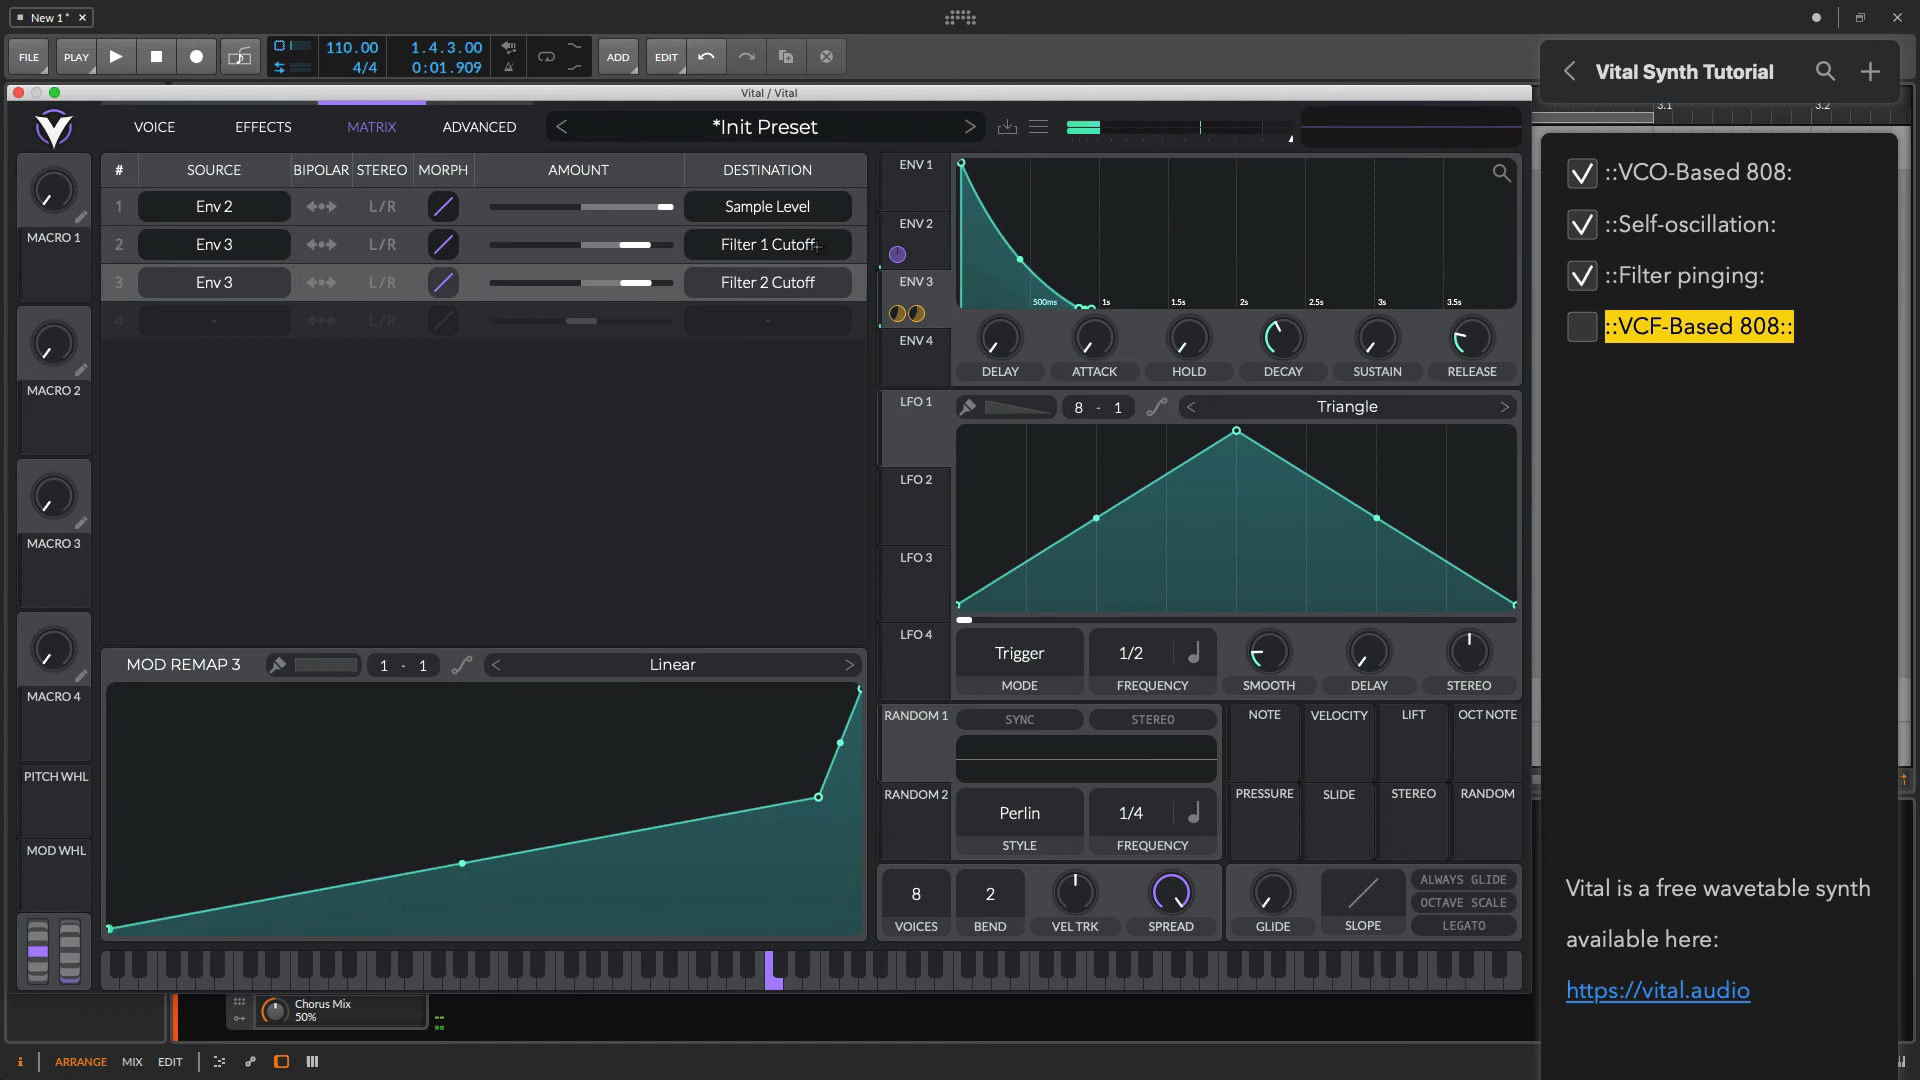 New 1*
FILE
PLAY
110.00
4/4
1.4.3.00
0:01.909
ADD
EDIT
Vital Synth Tutorial
3.1
3.2
Vital / Vital
VOICE
EFFECTS
MATRIX
ADVANCED
*Init Preset
# SOURCE BIPOLAR STEREO MORPH AMOUNT DESTINATION
1 Env 2 L/R Sample Level
2 Env 3 L/R Filter 1 Cutoff
3 Env 3 L/R Filter 2 Cutoff
4 - L/R -
MACRO 1
MACRO 2
MACRO 3
MACRO 4
PITCH WHL
MOD WHL
MOD REMAP 3
1 - 1
Linear
ENV 1
ENV 2
ENV 3
ENV 4
500ms 1s 1.5s 2s 2.5s 3s 3.5s
DELAY ATTACK HOLD DECAY SUSTAIN RELEASE
LFO 1
LFO 2
LFO 3
LFO 4
8 - 1
Triangle
Trigger
MODE
1/2
FREQUENCY
SMOOTH
DELAY
STEREO
RANDOM 1
RANDOM 2
SYNC
STEREO
Perlin
STYLE
1/4
FREQUENCY
NOTE VELOCITY LIFT OCT NOTE
PRESSURE SLIDE STEREO RANDOM
8
VOICES
2
BEND
VEL TRK
SPREAD
GLIDE
SLOPE
ALWAYS GLIDE
OCTAVE SCALE
LEGATO
::VCO-Based 808:
::Self-oscillation:
::Filter pinging:
::VCF-Based 808::
Vital is a free wavetable synth
available here:
https://vital.audio
Chorus Mix
50%
i
ARRANGE
MIX
EDIT